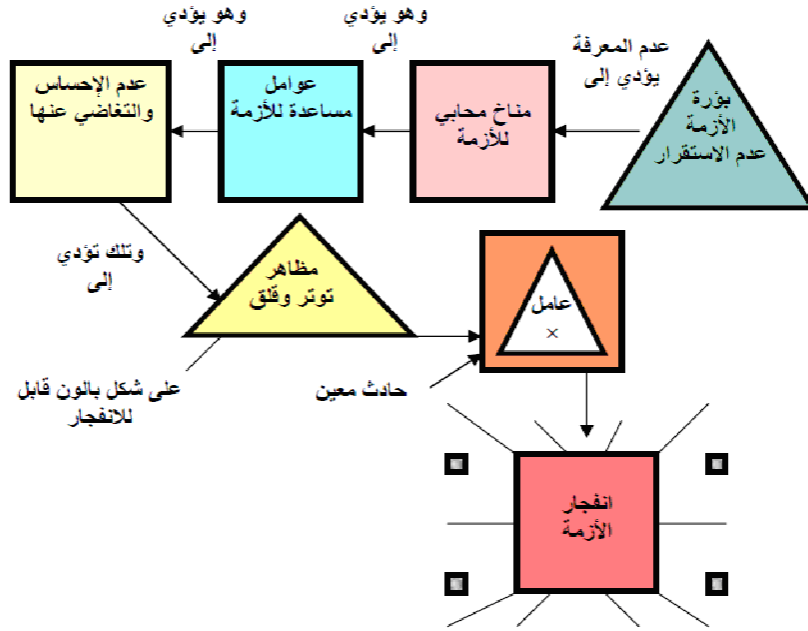 عدم المعرفة
يؤدي إلى
وهو يؤدي
إلى
وهو يؤدي
إلى
بؤرة
الأزمة
عدم الاستقرار
مناخ محابي
للأزمة
عوامل
مساعدة للأزمة
عدم الإحساس
والتغاضي عنها
وتلك تؤدي
إلى
مظاهر
توتر وقلق
عامل
×
على شكل بالون قابل
للانفجار
حادث معين
انفجار
الأزمة